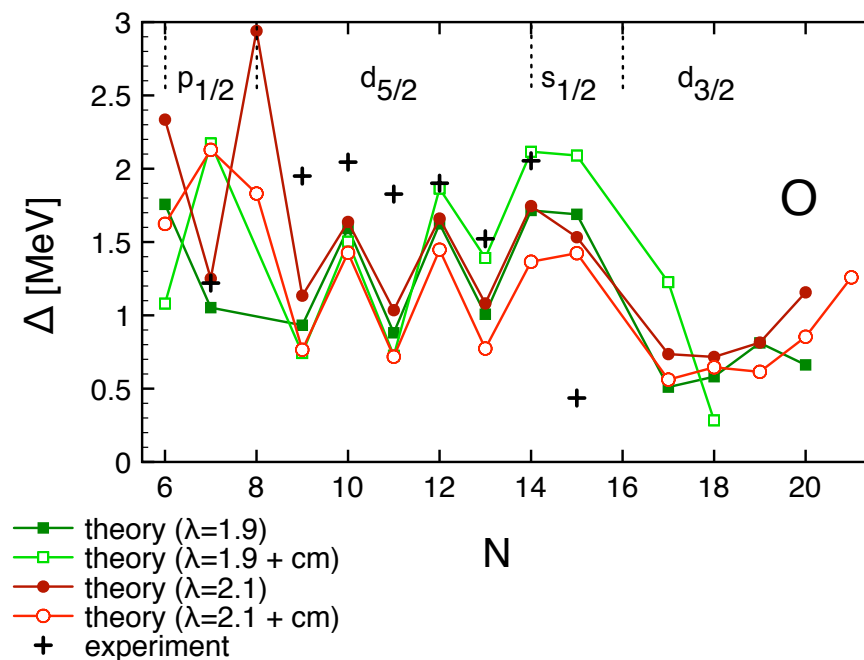 3
2.5
2
1.5
1
0.5
0
Δ [MeV]
p1/2
d5/2
s1/2
d3/2
O
6 8 10 12 14 16 18 20
N
theory (λ=1.9)
theory (λ=1.9 + cm)
theory (λ=2.1)
theory (λ=2.1 + cm)
experiment